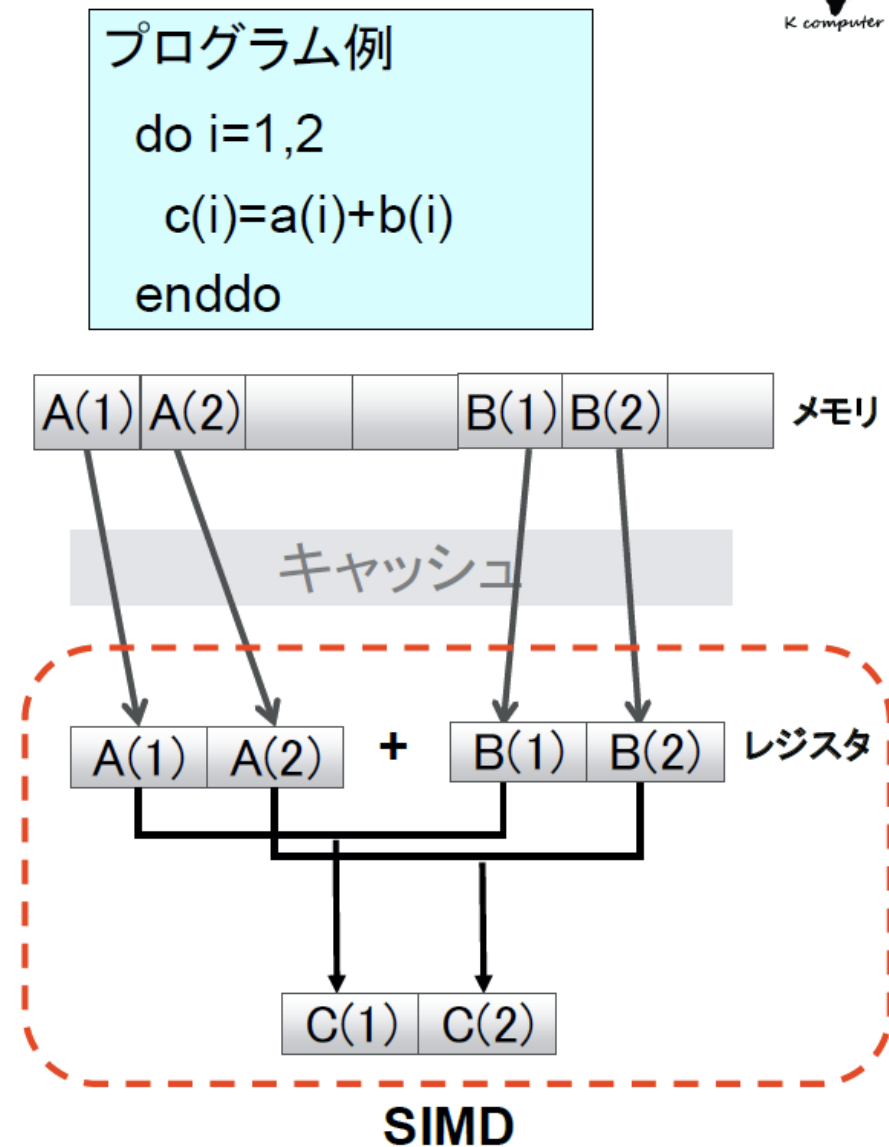 K computer
プログラム例
do i=1,2
c(i)=a(i)+b(i)
enddo
A(1) A(2) B(1) B(2) メモリ
キャッシュ
A(1) A(2) + B(1) B(2) レジスタ
C(1) C(2)
SIMD